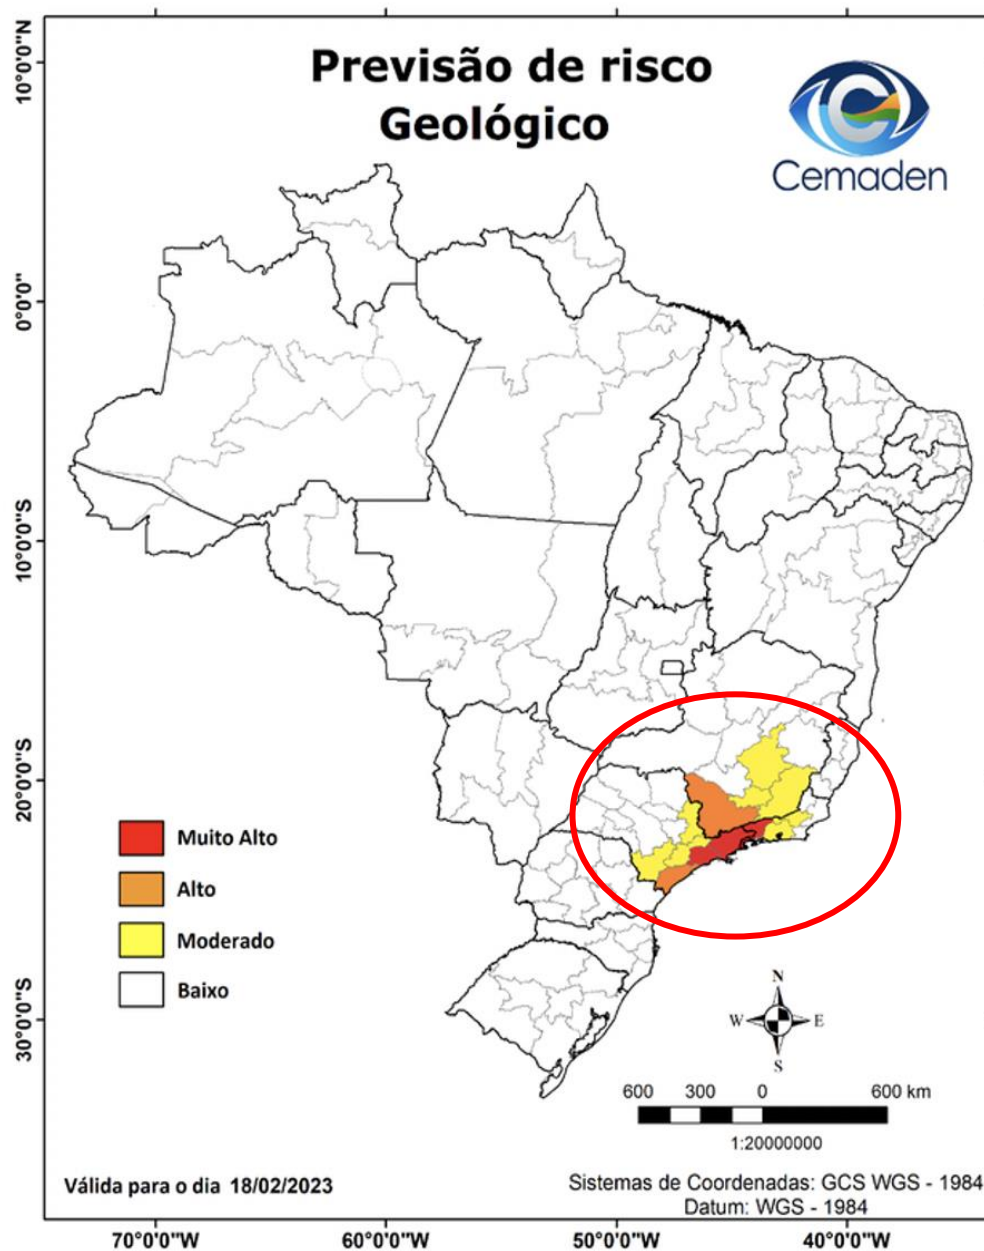 Previsão de risco
Geológico
Cemaden
10°0'0"N
0°0'0"
10°0'0"S
20°0'0"S
30°0'0"S
Muito Alto
Alto
Moderado
Baixo
N
W
E
S
600 300 0 600 km
1:20000000
Válida para o dia 18/02/2023
Sistemas de Coordenadas: GCS WGS - 1984
Datum: WGS - 1984
70°0'0"W 60°0'0"W 50°0'0"W 40°0'0"W